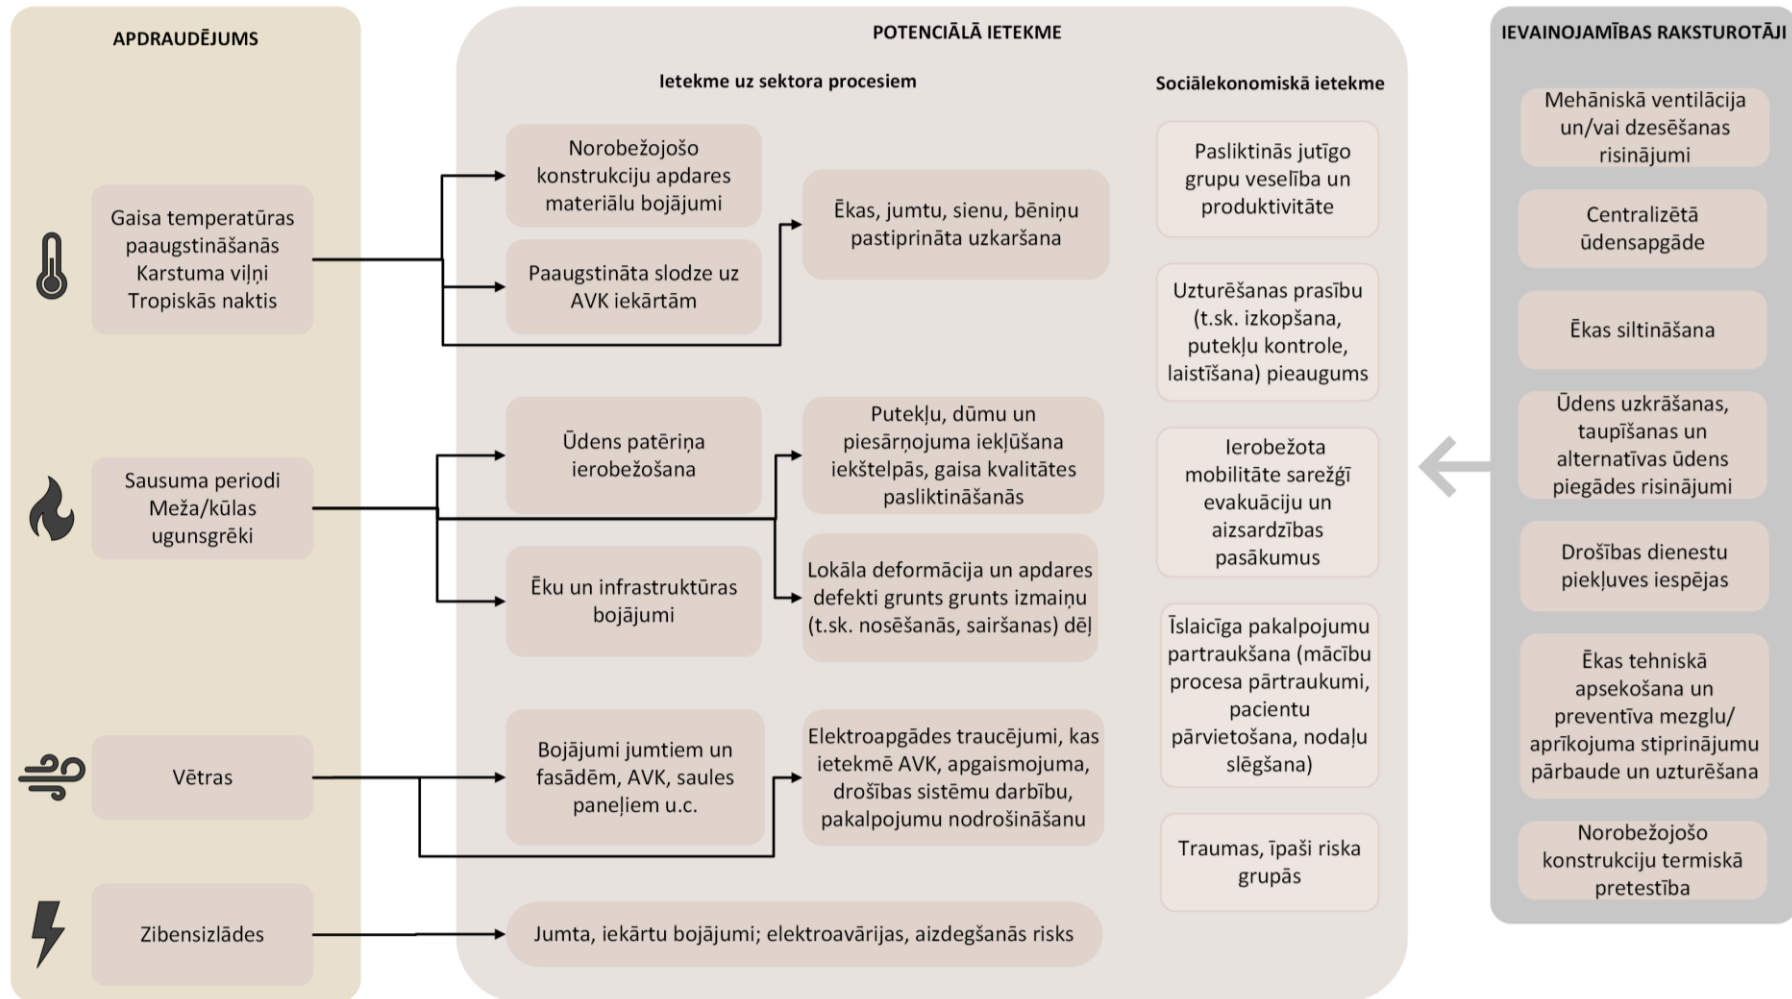 APDRAUDĒJUMS
Gaisa temperatūras
paaugstināšanās
Karstuma viļņi
Tropiskās naktis
Sausuma periodi
Meža/kūlas
ugunsgrēki
Vētras
Zibensizlādes
POTENCIĀLĀ IETEKME
Ietekme uz sektora procesiem
Norobežojošo
konstrukciju apdares
materiālu bojājumi
Paaugstināta slodze uz
AVK iekārtām
Ēkas, jumtu, sienu, bēniņu
pastiprināta uzkaršana
Ūdens patēriņa
ierobežošana
Putekļu, dūmu un
piesārņojuma iekļūšana
iekštelpās, gaisa kvalitātes
pasliktināšanās
Ēku un infrastruktūras
bojājumi
Lokāla deformācija un apdares
defekti grunts grunts izmaiņu
(t.sk. nosēšanās, sairšanas) dēļ
Bojājumi jumtiem un
fasādēm, AVK, saules
paneļiem u.c.
Elektroapgādes traucējumi, kas
ietekmē AVK, apgaismojuma,
drošības sistēmu darbību,
pakalpojumu nodrošināšanu
Jumta, iekārtu bojājumi; elektroavārijas, aizdegšanās risks
Sociālekonomiskā ietekme
Pasliktinās jutīgo
grupu veselība un
produktivitāte
Uzturēšanas prasību
(t.sk. izkopšana,
putekļu kontrole,
laistīšana) pieaugums
Ierobežota
mobilitāte sarežģī
evakuāciju un
aizsardzības
pasākumus
Īslaicīga pakalpojumu
partraukšana (mācību
procesa pārtraukumi,
pacientu
pārvietošana, nodaļu
slēgšana)
Traumas, īpaši riska
grupās
IEVAINOJAMĪBAS RAKSTUROTĀJI
Mehāniskā ventilācija
un/vai dzesēšanas
risinājumi
Centralizētā
ūdensapgāde
Ēkas siltināšana
Ūdens uzkrāšanas,
taupīšanas un
alternatīvas ūdens
piegādes risinājumi
Drošības dienestu
piekļuves iespējas
Ēkas tehniskā
apsekošana un
preventīva mezglu/
aprīkojuma stiprinājumu
pārbaude un uzturēšana
Norobežojošo
konstrukciju termiskā
pretestība